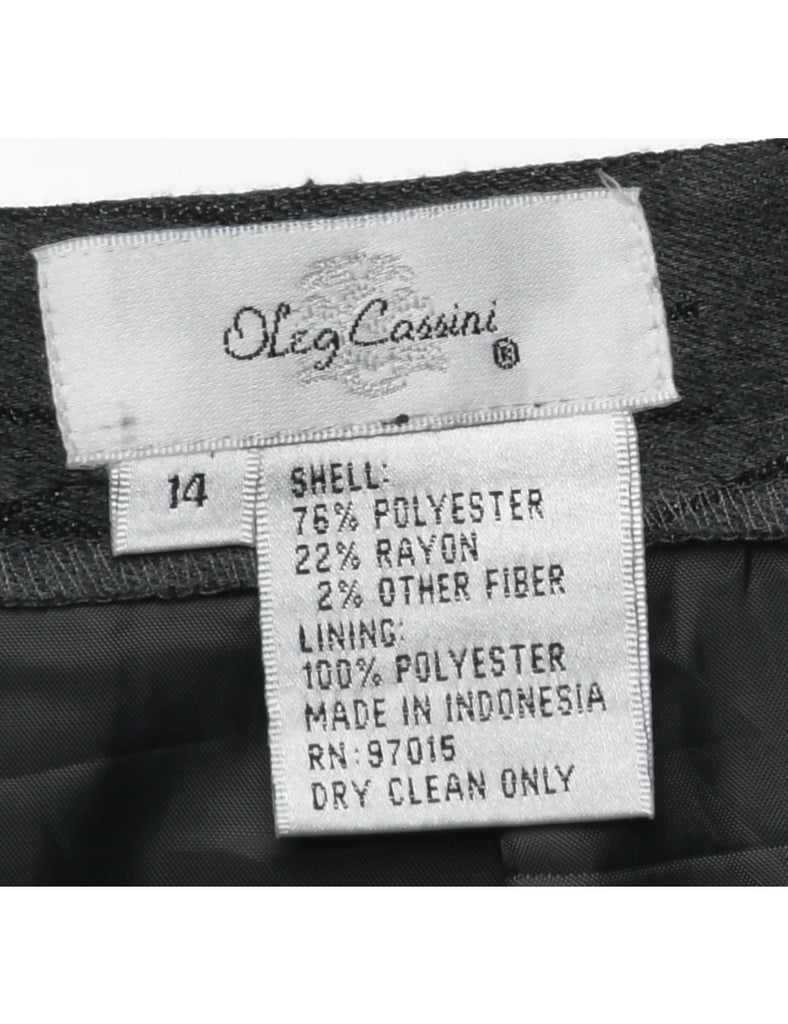 Oleg Cassini ®
14
SHELL:
76% POLYESTER
22% RAYON
2% OTHER FIBER
LINING:
100% POLYESTER
MADE IN INDONESIA
RN:97015
DRY CLEAN ONLY